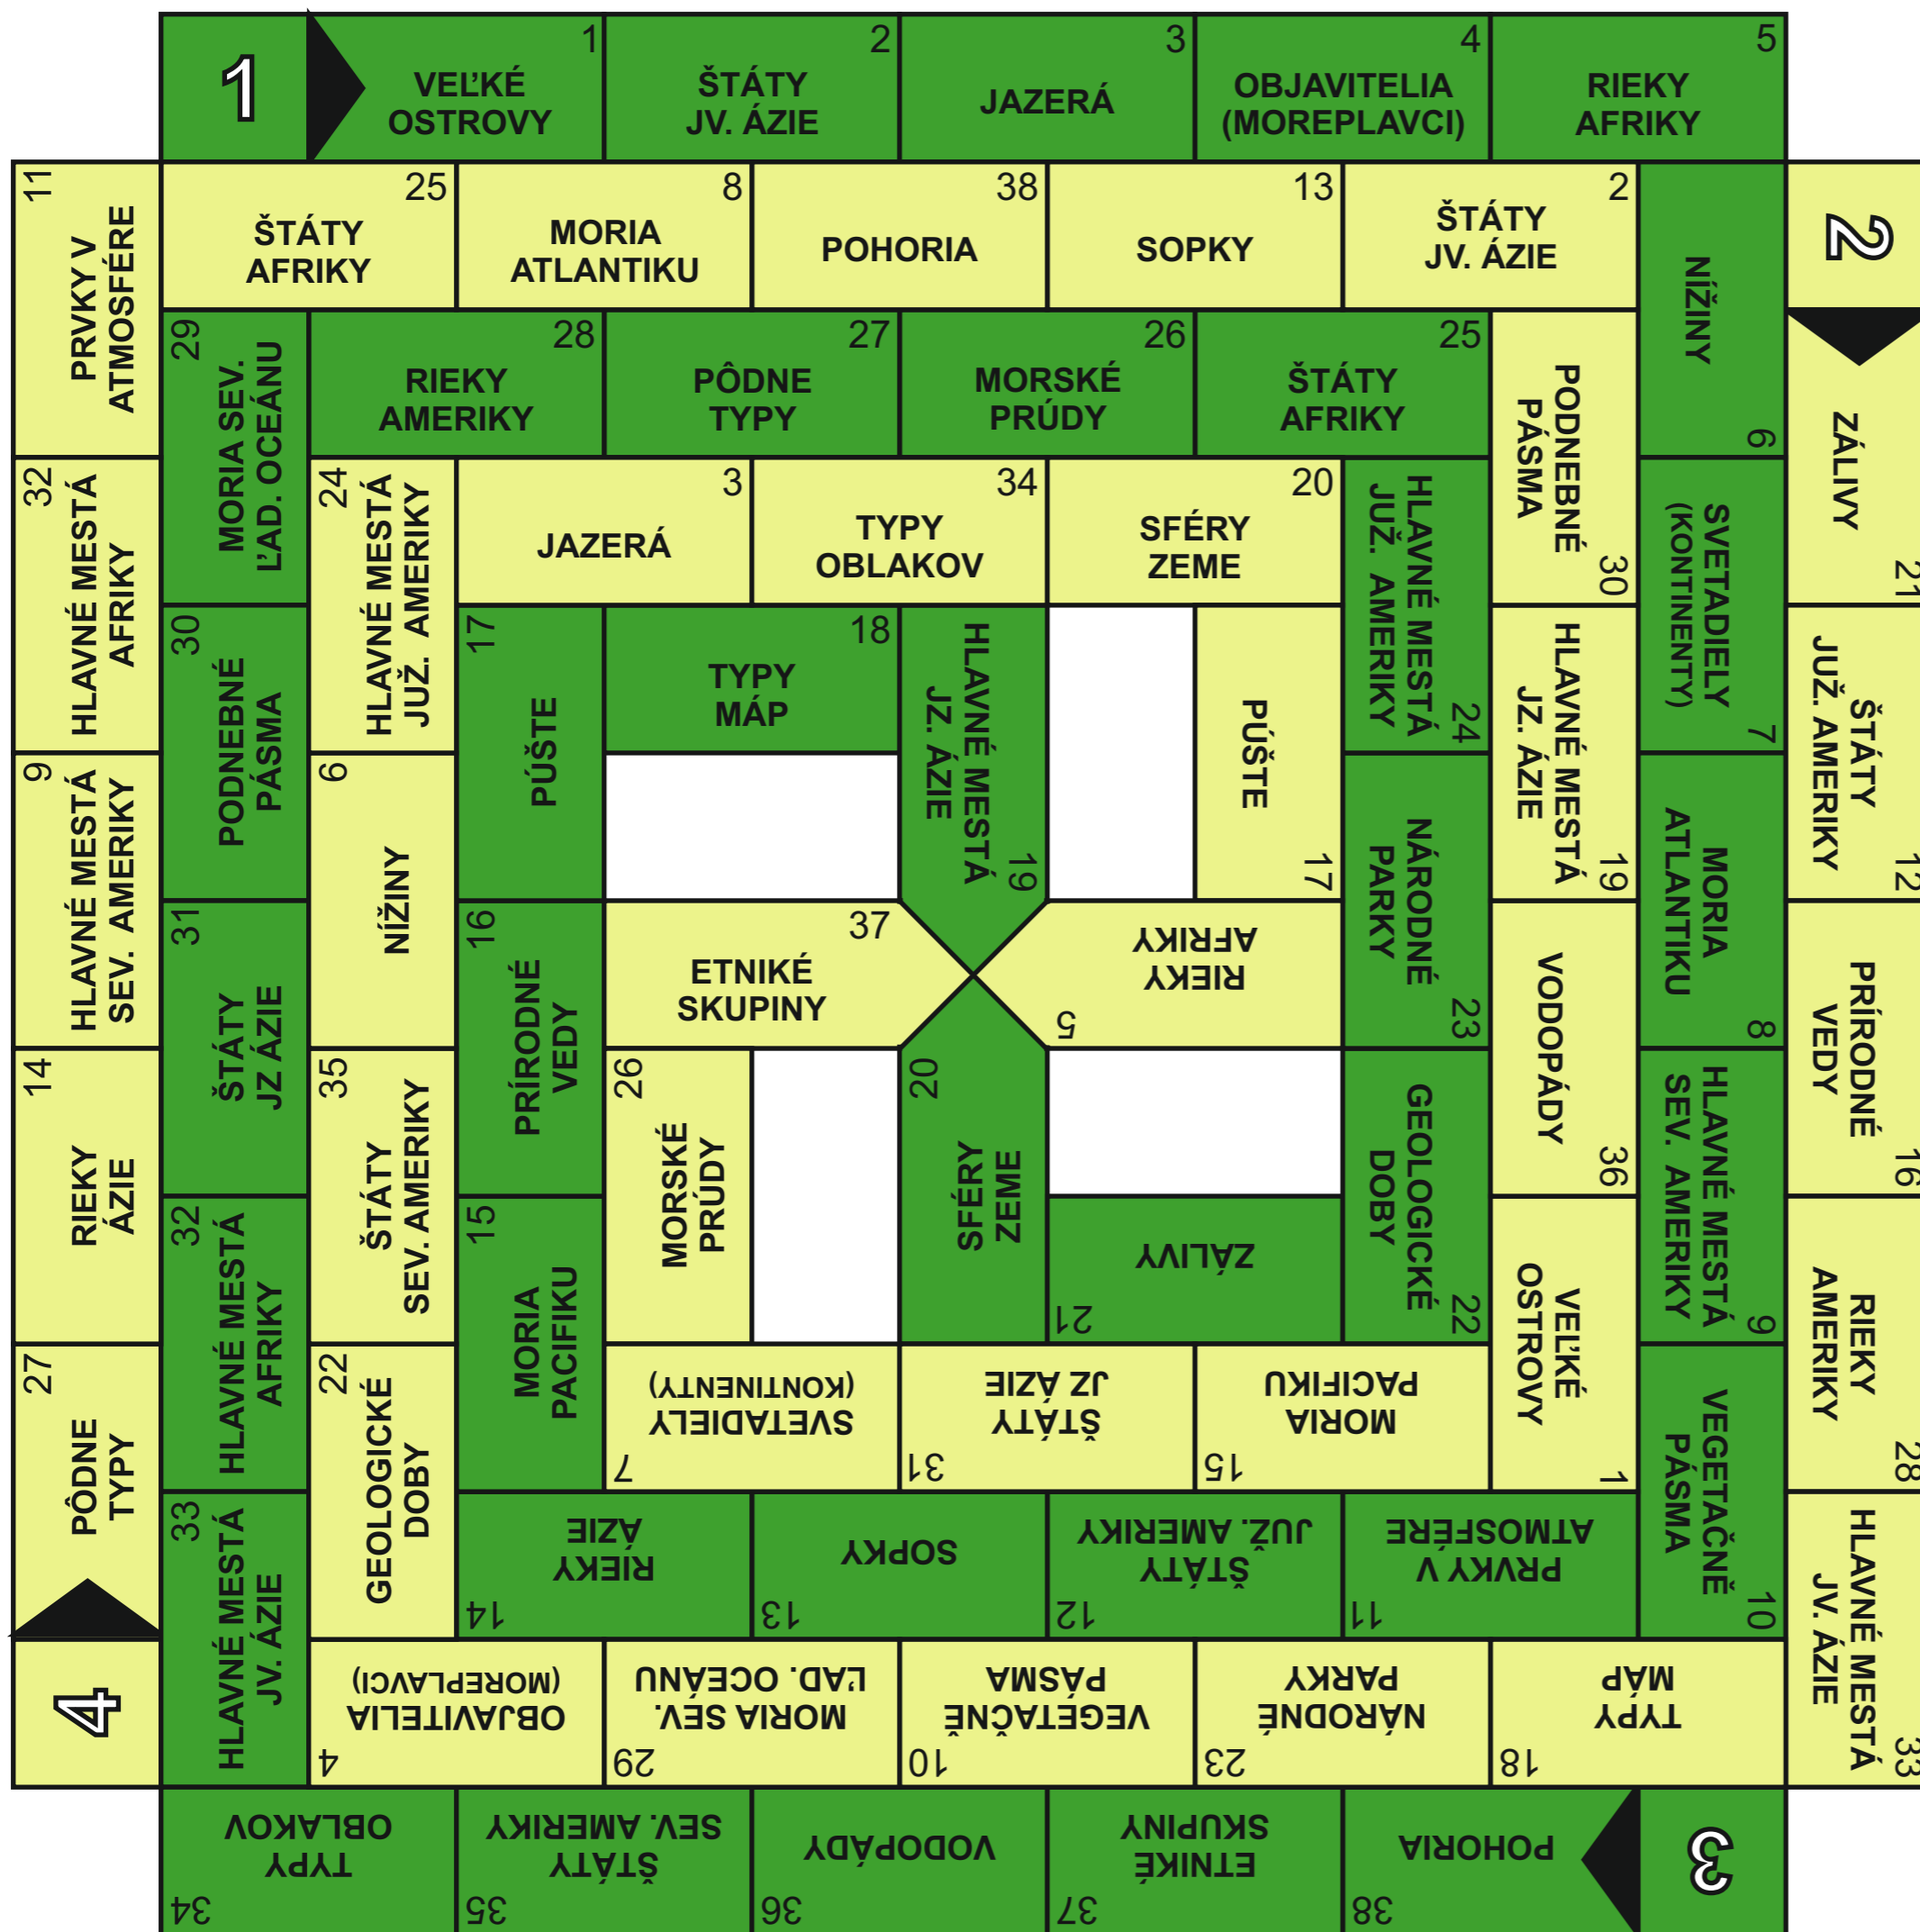 1
1
VEĽKÉ
OSTROVY
2
ŠTÁTY
JV. ÁZIE
3
JAZERÁ
4
OBJAVITELIA
(MOREPLAVCI)
5
RIEKY
AFRIKY
11
PRVKY V
ATMOSFÉRE
25
ŠTÁTY
AFRIKY
8
MORIA
ATLANTIKU
38
POHORIA
13
SOPKY
2
ŠTÁTY
JV. ÁZIE
NÍŽINY
6
2
29
MORIA SEV.
ĽAD. OCEÁNU
28
RIEKY
AMERIKY
27
PÔDNE
TYPY
26
MORSKÉ
PRÚDY
25
ŠTÁTY
AFRIKY
PODNEBNÉ
PÁSMA
30
ZÁLIVY
21
32
HLAVNÉ MESTÁ
AFRIKY
24
HLAVNÉ MESTÁ
JUŽ. AMERIKY
3
JAZERÁ
34
TYPY
OBLAKOV
20
SFÉRY
ZEME
HLAVNÉ MESTÁ
JUŽ. AMERIKY
24
SVETADIELY
(KONTINENTY)
7
30
PODNEBNÉ
PÁSMA
17
PÚŠTE
18
TYPY
MÁP
HLAVNÉ MESTÁ
JZ. ÁZIE
19
PÚŠTE
17
HLAVNÉ MESTÁ
JZ. ÁZIE
19
ŠTÁTY
JUŽ. AMERIKY
12
9
HLAVNÉ MESTÁ
SEV. AMERIKY
6
NÍŽINY
NÁRODNÉ
PARKY
23
MORIA
ATLANTIKU
8
31
ŠTÁTY
JZ ÁZIE
16
PRÍRODNÉ
VEDY
37
ETNIKÉ
SKUPINY
RIEKY
AFRIKY
5
VODOPÁDY
36
PRÍRODNÉ
VEDY
16
14
RIEKY
ÁZIE
35
ŠTÁTY
SEV. AMERIKY
26
MORSKÉ
PRÚDY
20
SFÉRY
ZEME
GEOLOGICKÉ
DOBY
22
HLAVNÉ MESTÁ
SEV. AMERIKY
9
32
HLAVNÉ MESTÁ
AFRIKY
15
MORIA
PACIFIKU
ZÁLIVY
21
VEĽKÉ
OSTROVY
1
RIEKY
AMERIKY
28
27
PÔDNE
TYPY
22
GEOLOGICKÉ
DOBY
SVETADIELY
(KONTINENTY)
7
ŠTÁTY
JZ ÁZIE
31
MORIA
PACIFIKU
15
VEGETAČNĚ
PÁSMA
10
33
HLAVNÉ MESTÁ
JV. ÁZIE
RIEKY
ÁZIE
14
SOPKY
13
ŠTÁTY
JUŽ. AMERIKY
12
PRVKY V
ATMOSFÉRE
11
HLAVNÉ MESTÁ
JV. ÁZIE
33
4
OBJAVITELIA
(MOREPLAVCI)
4
MORIA SEV.
ĽAD. OCEÁNU
29
VEGETAČNĚ
PÁSMA
10
NÁRODNÉ
PARKY
23
TYPY
MÁP
18
TYPY
OBLAKOV
34
ŠTÁTY
SEV. AMERIKY
35
VODOPÁDY
36
ETNIKÉ
SKUPINY
37
POHORIA
38
3